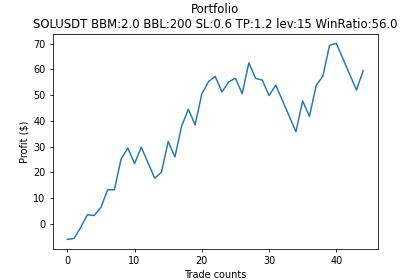 Portfolio
SOLUSDT BBM:2.0 BBL:200 SL:0.6 TP:1.2 lev:15 WinRatio:56.0
70
60
50
40
30
20
10
0
Profit ($)
0 10 20 30 40
Trade counts